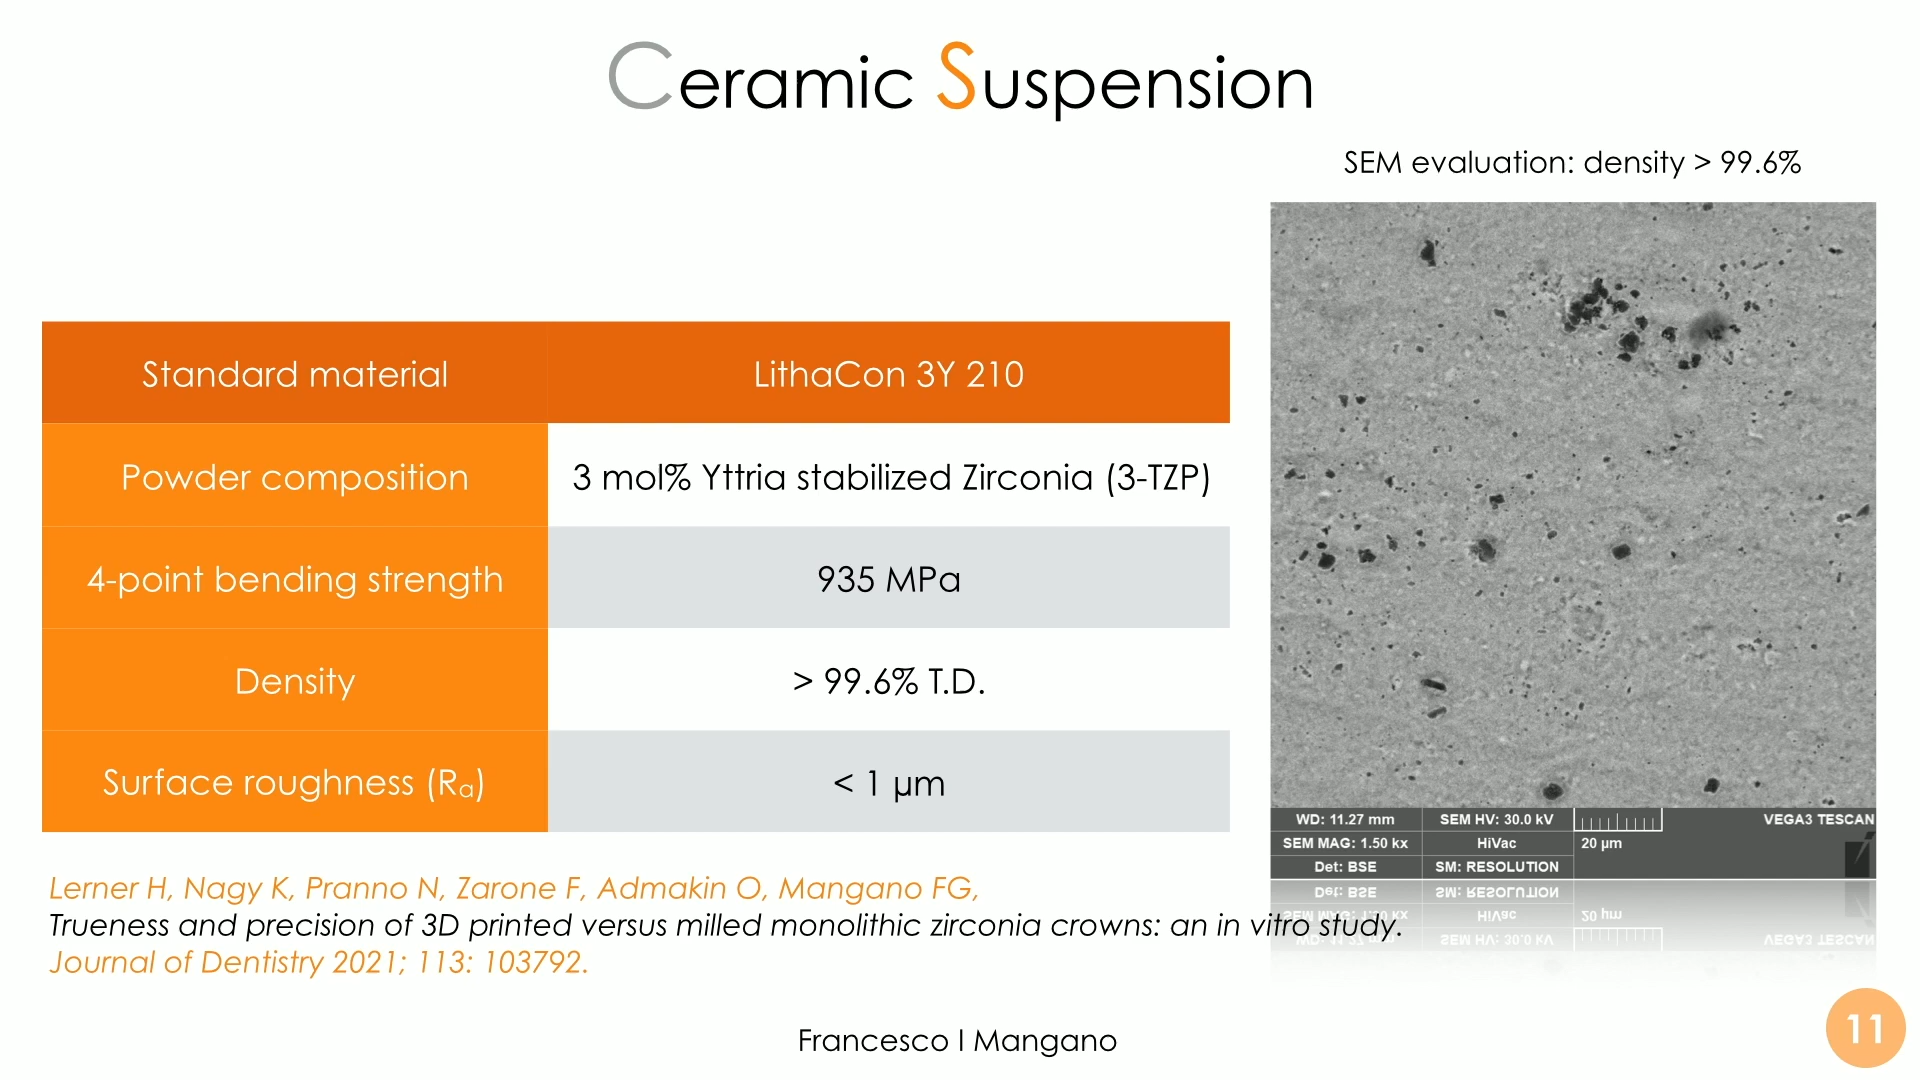 Ceramic Suspension
SEM evaluation: density > 99.6%
Standard material LithaCon 3Y 210
Powder composition 3 mol% Yttria stabilized Zirconia (3-TZP)
4-point bending strength 935 MPa
Density > 99.6% T.D.
Surface roughness (Ra) < 1 μm
WD: 11.27 mm SEM HV: 30.0 kV VEGA3 TESCAN
SEM MAG: 1.50 kx HiVac 20 μm
Det: BSE SM: RESOLUTION
Lerner H, Nagy K, Pranno N, Zarone F, Admakin O, Mangano FG,
Trueness and precision of 3D printed versus milled monolithic zirconia crowns: an in vitro study.
Journal of Dentistry 2021; 113: 103792.
Francesco I Mangano
11